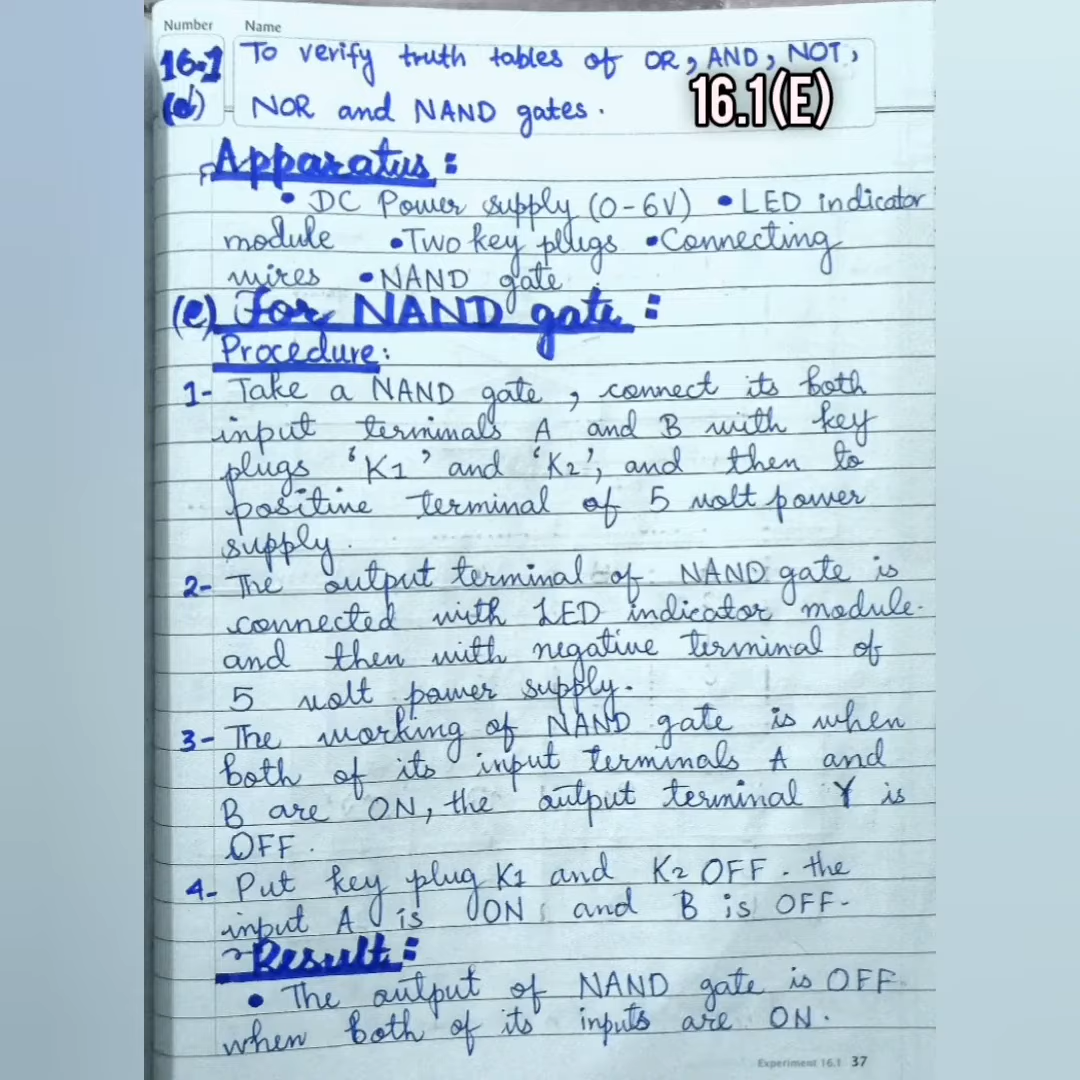 Number Name
16.1 To verify truth tables of OR, AND, NOT,
NOR and NAND gates.
16.1(E)
Apparatus:
• DC Power supply (0-6V) • LED indicator
module • Two key plugs • Connecting
wires • NAND gate
(e) For NAND gate:
Procedure:
1- Take a NAND gate, connect its both
input terminals A and B with key
plugs 'K1' and 'K2', and then to
positive terminal of 5 volt power
supply.
2- The output terminal of NAND gate is
connected with LED indicator module.
and then with negative terminal of
5 volt power supply.
3- The working of NAND gate is when
both of its input terminals A and
B are ON, the output terminal Y is
OFF.
4- Put key plug K1 and K2 OFF. the
input A is ON and B is OFF.
Result:
• The output of NAND gate is OFF
when both of its inputs are ON.
Experiment 16.1 37